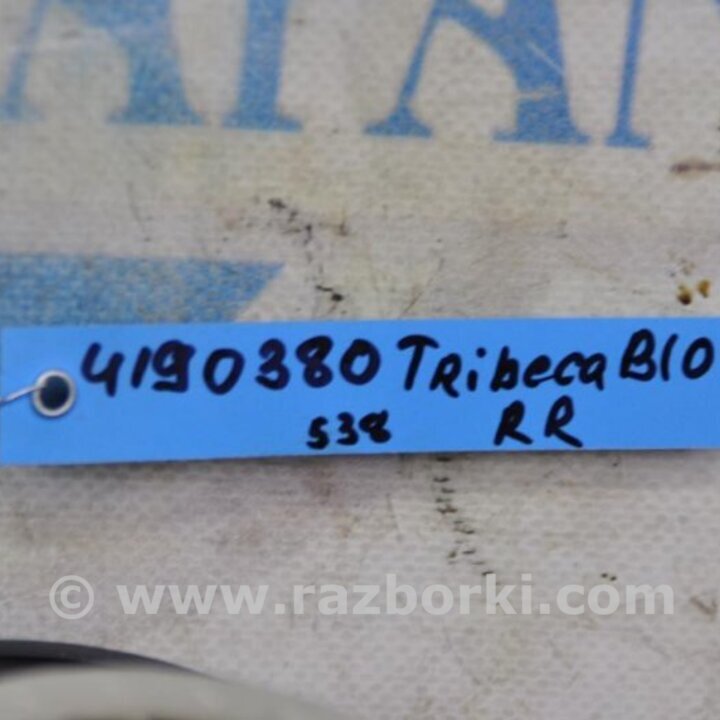 4190380 Tribeca B10
538 RR
© www.razborki.com